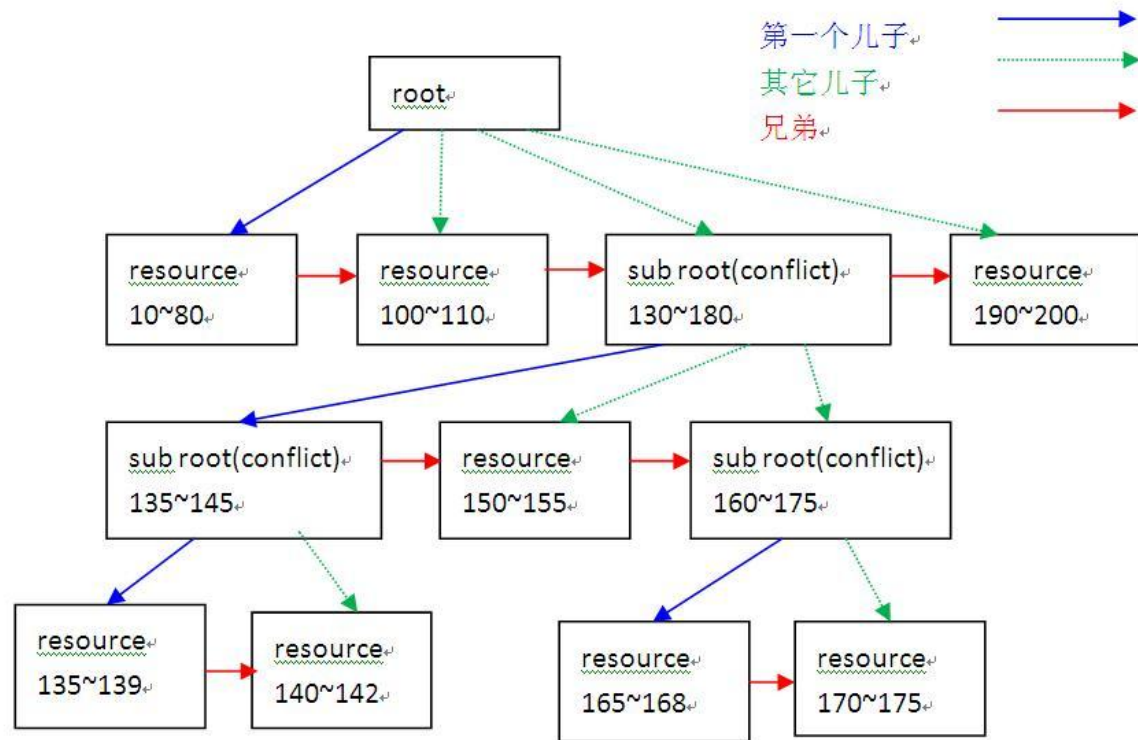 第一个儿子
其它儿子
兄弟
root
resource
10~80
resource
100~110
sub root(conflict)
130~180
resource
190~200
sub root(conflict)
135~145
resource
150~155
sub root(conflict)
160~175
resource
135~139
resource
140~142
resource
165~168
resource
170~175